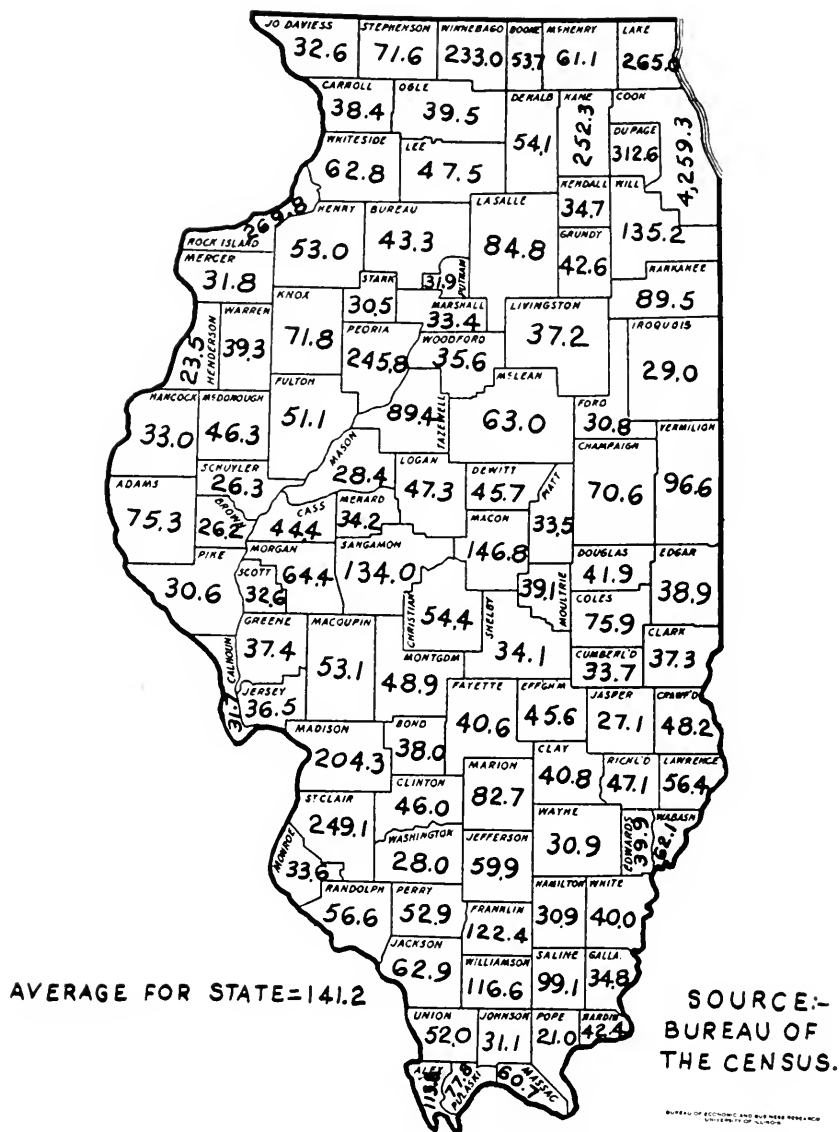 JO DAVIESS
32.6
STEPHENSON
71.6
WINNEBAGO
233.0
BOONE
53.7
McHENRY
61.1
LAKE
265.0
CARROLL
38.4
OGLE
39.5
DEKALB
54.1
KANE
252.3
COOK
4,259.3
DUPAGE
312.6
WHITESIDE
62.8
LEE
47.5
KENDALL
34.7
WILL
135.2
ROCK ISLAND
269.8
HENRY
53.0
BUREAU
43.3
LASALLE
84.8
GRUNDY
42.6
MERCER
31.8
STARK
30.5
PUTNAM
31.9
KANKAKEE
89.5
HENDERSON
23.5
WARREN
39.3
KNOX
71.8
PEORIA
245.8
MARSHALL
33.4
WOODFORD
35.6
LIVINGSTON
37.2
IROQUOIS
29.0
HANCOCK
33.0
McDONOUGH
46.3
FULTON
51.1
TAZEWELL
89.4
McLEAN
63.0
FORD
30.8
VERMILION
96.6
ADAMS
75.3
SCHUYLER
26.3
MASON
28.4
LOGAN
47.3
DEWITT
45.7
PIATT
33.5
CHAMPAIGN
70.6
BROWN
26.2
CASS
44.4
MENARD
34.2
MACON
146.8
PIKE
30.6
SCOTT
32.6
MORGAN
64.4
SANGAMON
134.0
CHRISTIAN
54.4
MOULTRIE
39.1
DOUGLAS
41.9
EDGAR
38.9
COLES
75.9
CALHOUN
31.7
GREENE
37.4
MACOUPIN
53.1
MONTGOM
48.9
SHELBY
34.1
CUMBERL'D
33.7
CLARK
37.3
JERSEY
36.5
FAYETTE
40.6
EFF'GH'M
45.6
JASPER
27.1
CRAWF'D
48.2
MADISON
204.3
BOND
38.0
CLAY
40.8
RICHL'D
47.1
LAWRENCE
56.4
CLINTON
46.0
MARION
82.7
ST CLAIR
249.1
WASHINGTON
28.0
JEFFERSON
59.9
WAYNE
30.9
EDWARDS
39.9
WABASH
62.1
MONROE
33.6
RANDOLPH
56.6
PERRY
52.9
FRANKLIN
122.4
HAMILTON
30.9
WHITE
40.0
JACKSON
62.9
WILLIAMSON
116.6
SALINE
99.1
GALLA.
34.8
UNION
52.0
JOHNSON
31.1
POPE
21.0
HARDIN
42.4
ALEX
PULASKI
77.8
MASSAC
60.7
AVERAGE FOR STATE=141.2
SOURCE:-
BUREAU OF
THE CENSUS.
BUREAU OF ECONOMIC AND BUSINESS RESEARCH
UNIVERSITY OF ILLINOIS